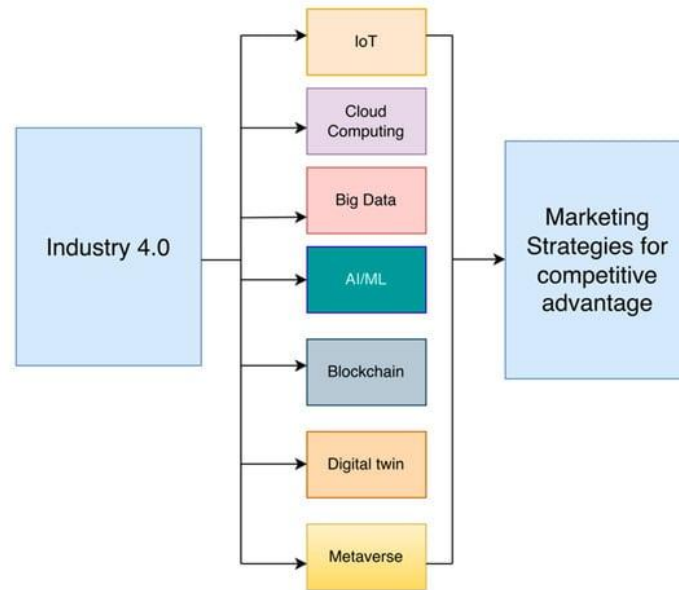 Industry 4.0
IoT
Cloud
Computing
Big Data
AI/ML
Blockchain
Digital twin
Metaverse
Marketing
Strategies for
competitive
advantage